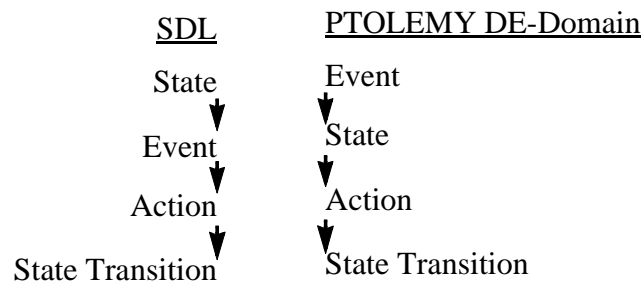 SDL
State
Event
Action
State Transition
PTOLEMY DE-Domain
Event
State
Action
State Transition